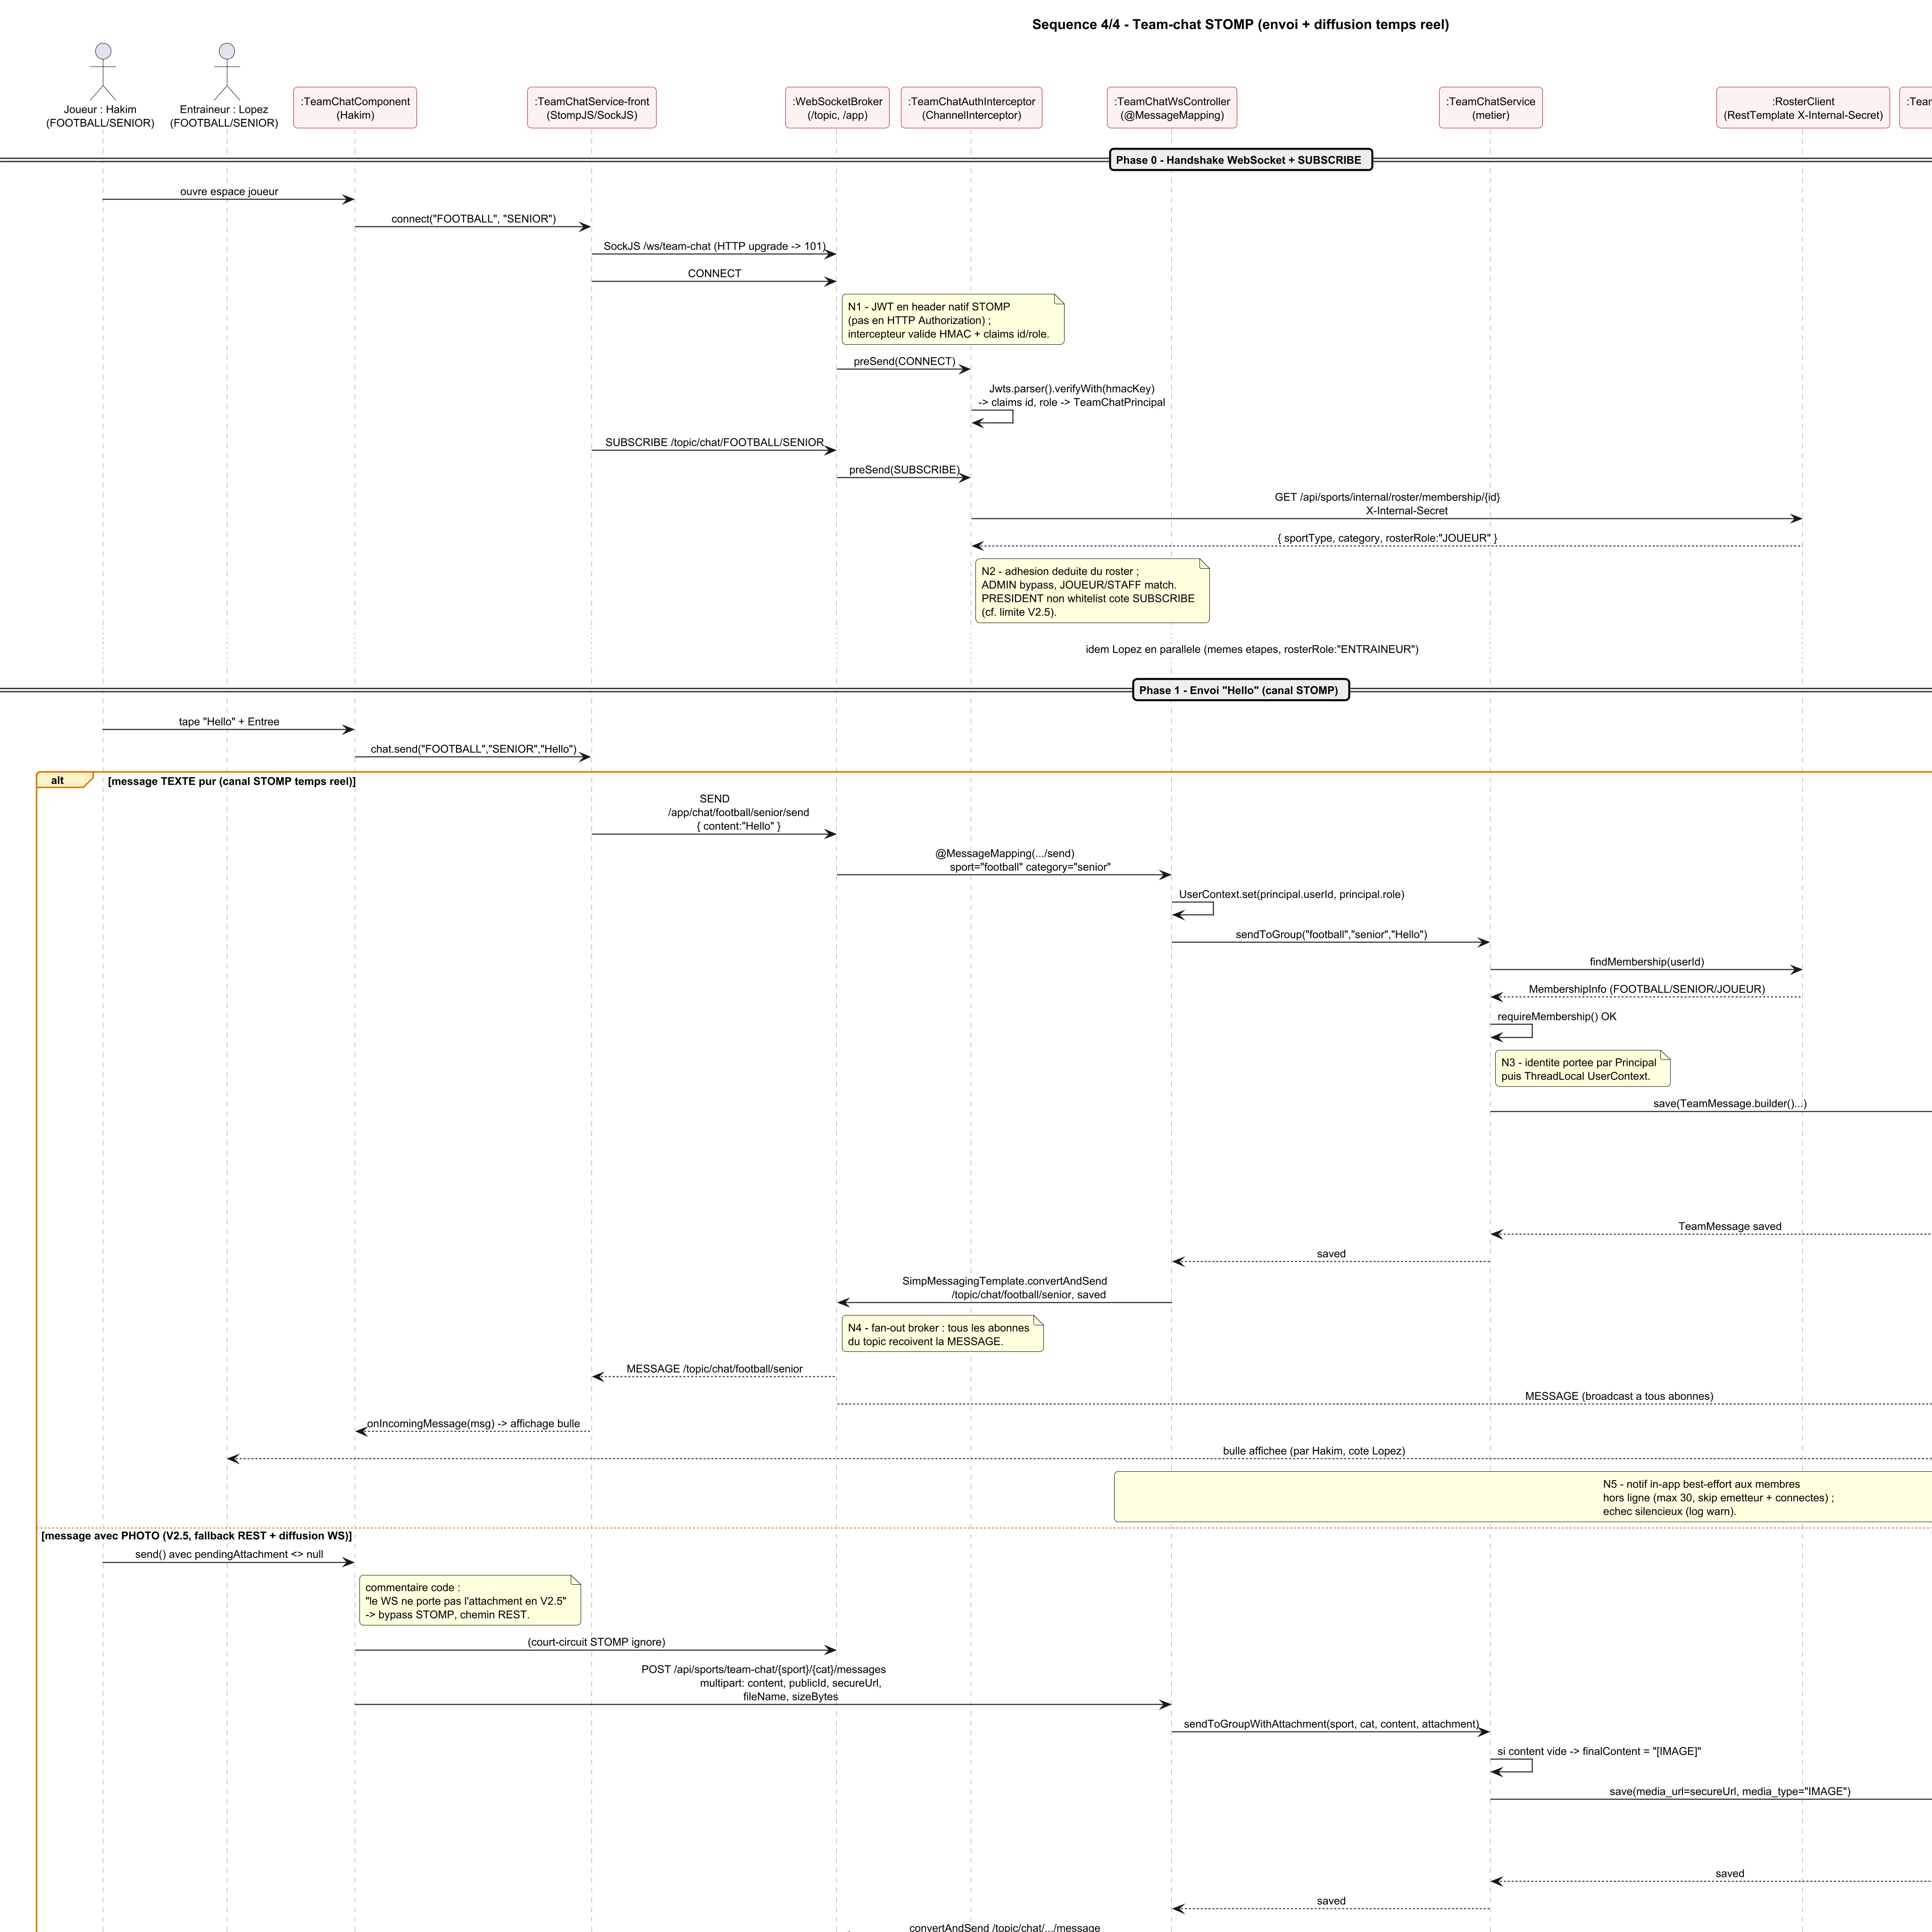 Sequence 4/4 - Team-chat STOMP (envoi + diffusion temps reel)
Joueur : Hakim
(FOOTBALL/SENIOR)
Entraineur : Lopez
(FOOTBALL/SENIOR)
:TeamChatComponent
(Hakim)
:TeamChatService-front
(StompJS/SockJS)
:WebSocketBroker
(/topic, /app)
:TeamChatAuthInterceptor
(ChannelInterceptor)
:TeamChatWsController
(@MessageMapping)
:TeamChatService
(metier)
:RosterClient
(RestTemplate X-Internal-Secret)
:Team
Phase 0 - Handshake WebSocket + SUBSCRIBE
ouvre espace joueur
connect("FOOTBALL", "SENIOR")
SockJS /ws/team-chat (HTTP upgrade -> 101)
CONNECT
N1 - JWT en header natif STOMP
(pas en HTTP Authorization) ;
intercepteur valide HMAC + claims id/role.
preSend(CONNECT)
Jwts.parser().verifyWith(hmacKey)
-> claims id, role -> TeamChatPrincipal
SUBSCRIBE /topic/chat/FOOTBALL/SENIOR
preSend(SUBSCRIBE)
GET /api/sports/internal/roster/membership/{id}
X-Internal-Secret
{ sportType, category, rosterRole:"JOUEUR" }
N2 - adhesion deduite du roster ;
ADMIN bypass, JOUEUR/STAFF match.
PRESIDENT non whitelist cote SUBSCRIBE
(cf. limite V2.5).
idem Lopez en parallele (memes etapes, rosterRole:"ENTRAINEUR")
Phase 1 - Envoi "Hello" (canal STOMP)
tape "Hello" + Entree
chat.send("FOOTBALL","SENIOR","Hello")
alt
[message TEXTE pur (canal STOMP temps reel)]
SEND
/app/chat/football/senior/send
{ content:"Hello" }
@MessageMapping(.../send)
sport="football" category="senior"
UserContext.set(principal.userId, principal.role)
sendToGroup("football","senior","Hello")
findMembership(userId)
MembershipInfo (FOOTBALL/SENIOR/JOUEUR)
requireMembership() OK
N3 - identite portee par Principal
puis ThreadLocal UserContext.
save(TeamMessage.builder()...)
TeamMessage saved
saved
SimpMessagingTemplate.convertAndSend
/topic/chat/football/senior, saved
N4 - fan-out broker : tous les abonnes
du topic recoivent la MESSAGE.
MESSAGE /topic/chat/football/senior
MESSAGE (broadcast a tous abonnes)
onIncomingMessage(msg) -> affichage bulle
bulle affichee (par Hakim, cote Lopez)
N5 - notif in-app best-effort aux membres
hors ligne (max 30, skip emetteur + connectes) ;
echec silencieux (log warn).
[message avec PHOTO (V2.5, fallback REST + diffusion WS)]
send() avec pendingAttachment <> null
commentaire code :
"le WS ne porte pas l'attachment en V2.5"
-> bypass STOMP, chemin REST.
(court-circuit STOMP ignore)
POST /api/sports/team-chat/{sport}/{cat}/messages
multipart: content, publicId, secureUrl,
fileName, sizeBytes
sendToGroupWithAttachment(sport, cat, content, attachment)
si content vide -> finalContent = "[IMAGE]"
save(media_url=secureUrl, media_type="IMAGE")
saved
saved
convertAndSend /topic/chat/.../message